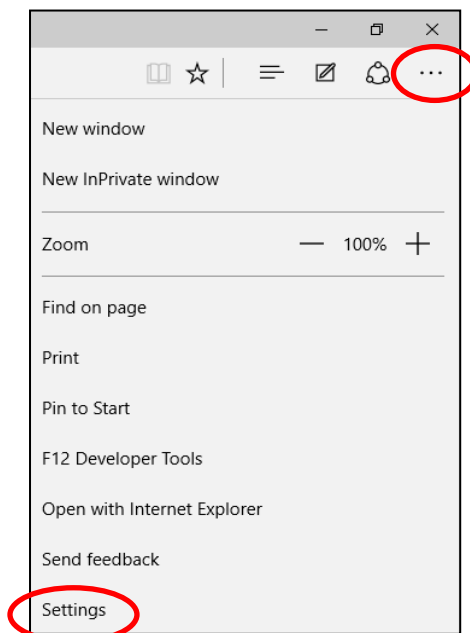 New window
New InPrivate window
Zoom — 100% +
Find on page
Print
Pin to Start
F12 Developer Tools
Open with Internet Explorer
Send feedback
Settings